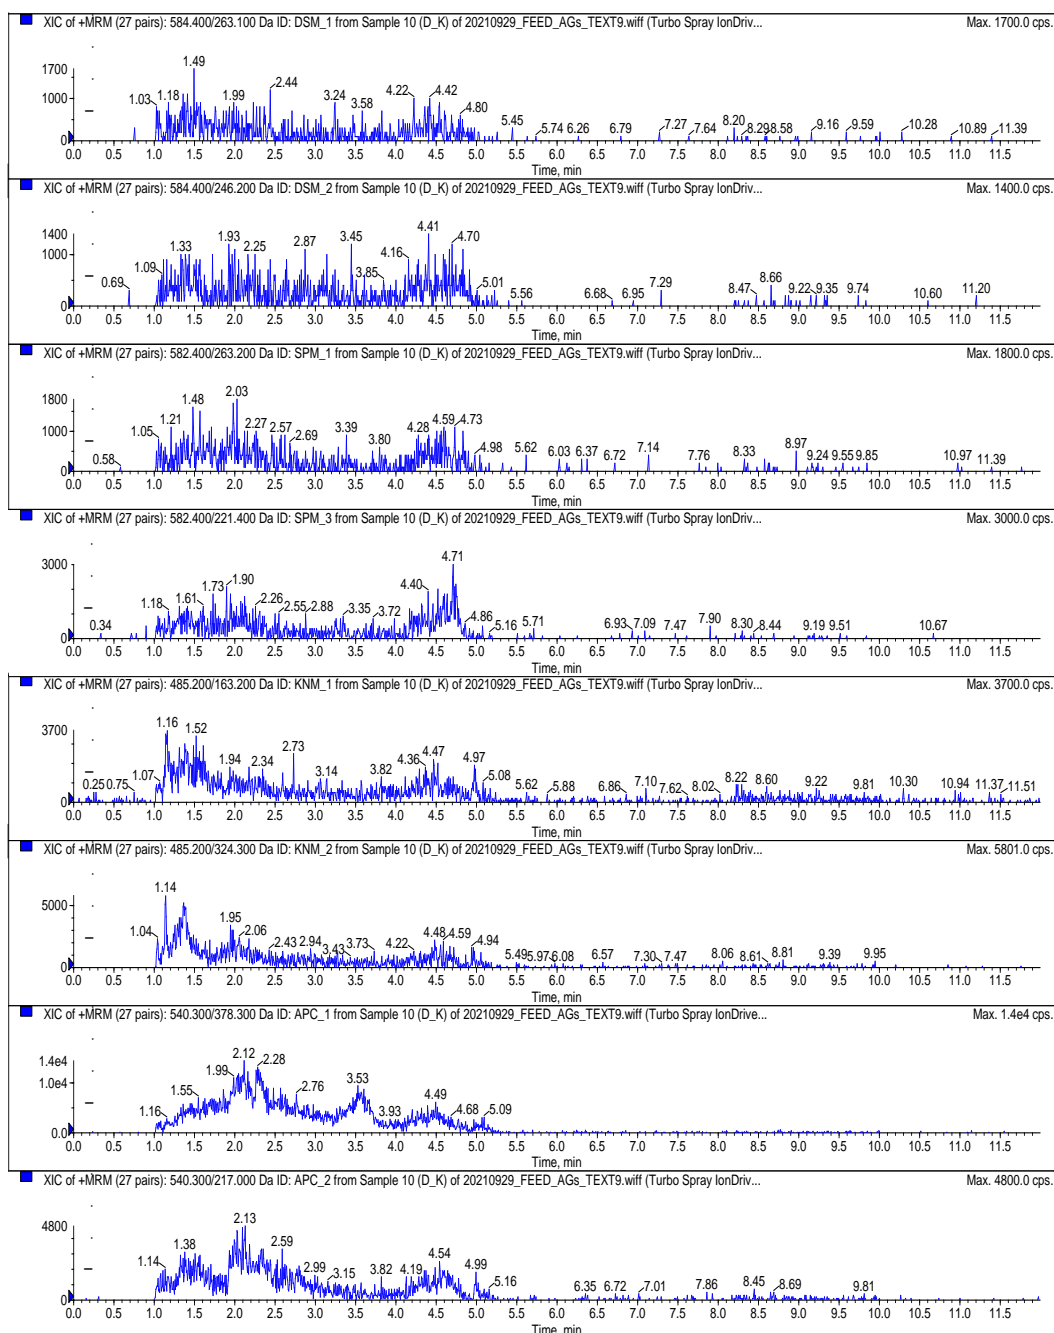 XIC of +MRM (27 pairs): 584.400/263.100 Da ID: DSM_1 from Sample 10 (D_K) of 20210929_FEED_AGs_TEXT9.wiff (Turbo Spray IonDriv... Max. 1700.0 cps.
1700
1000
0
1.03 1.18 1.49 1.99 2.44 3.24 3.58 4.22 4.42 4.80 5.45 5.74 6.26 6.79 7.27 7.64 8.20 8.29 8.58 9.16 9.59 10.28 10.89 11.39
0.0 0.5 1.0 1.5 2.0 2.5 3.0 3.5 4.0 4.5 5.0 5.5 6.0 6.5 7.0 7.5 8.0 8.5 9.0 9.5 10.0 10.5 11.0 11.5
Time, min
XIC of +MRM (27 pairs): 584.400/246.200 Da ID: DSM_2 from Sample 10 (D_K) of 20210929_FEED_AGs_TEXT9.wiff (Turbo Spray IonDriv... Max. 1400.0 cps.
1400
1000
0
0.69 1.09 1.33 1.93 2.25 2.87 3.45 3.85 4.16 4.41 4.70 5.01 5.56 6.68 6.95 7.29 8.47 8.66 9.22 9.35 9.74 10.60 11.20
0.0 0.5 1.0 1.5 2.0 2.5 3.0 3.5 4.0 4.5 5.0 5.5 6.0 6.5 7.0 7.5 8.0 8.5 9.0 9.5 10.0 10.5 11.0 11.5
Time, min
XIC of +MRM (27 pairs): 582.400/263.200 Da ID: SPM_1 from Sample 10 (D_K) of 20210929_FEED_AGs_TEXT9.wiff (Turbo Spray IonDriv... Max. 1800.0 cps.
1800
1000
0
0.58 1.05 1.21 1.48 2.03 2.27 2.57 2.69 3.39 3.80 4.28 4.59 4.73 4.98 5.62 6.03 6.37 6.72 7.14 7.76 8.33 8.97 9.24 9.55 9.85 10.97 11.39
0.0 0.5 1.0 1.5 2.0 2.5 3.0 3.5 4.0 4.5 5.0 5.5 6.0 6.5 7.0 7.5 8.0 8.5 9.0 9.5 10.0 10.5 11.0 11.5
Time, min
XIC of +MRM (27 pairs): 582.400/221.400 Da ID: SPM_3 from Sample 10 (D_K) of 20210929_FEED_AGs_TEXT9.wiff (Turbo Spray IonDriv... Max. 3000.0 cps.
3000
0
0.34 1.18 1.61 1.73 1.90 2.26 2.55 2.88 3.35 3.72 4.40 4.71 4.86 5.16 5.71 6.93 7.09 7.47 7.90 8.30 8.44 9.19 9.51 10.67
0.0 0.5 1.0 1.5 2.0 2.5 3.0 3.5 4.0 4.5 5.0 5.5 6.0 6.5 7.0 7.5 8.0 8.5 9.0 9.5 10.0 10.5 11.0 11.5
Time, min
XIC of +MRM (27 pairs): 485.200/163.200 Da ID: KNM_1 from Sample 10 (D_K) of 20210929_FEED_AGs_TEXT9.wiff (Turbo Spray IonDriv... Max. 3700.0 cps.
3700
0
0.25 0.75 1.07 1.16 1.52 1.94 2.34 2.73 3.14 3.82 4.36 4.47 4.97 5.08 5.62 5.88 6.86 7.10 7.62 8.02 8.22 8.60 9.22 9.81 10.30 10.94 11.37 11.51
0.0 0.5 1.0 1.5 2.0 2.5 3.0 3.5 4.0 4.5 5.0 5.5 6.0 6.5 7.0 7.5 8.0 8.5 9.0 9.5 10.0 10.5 11.0 11.5
Time, min
XIC of +MRM (27 pairs): 485.200/324.300 Da ID: KNM_2 from Sample 10 (D_K) of 20210929_FEED_AGs_TEXT9.wiff (Turbo Spray IonDriv... Max. 5801.0 cps.
5000
0
1.04 1.14 1.95 2.06 2.43 2.94 3.43 3.73 4.22 4.48 4.59 4.94 5.49 5.97 6.08 6.57 7.30 7.47 8.06 8.61 8.81 9.39 9.95
0.0 0.5 1.0 1.5 2.0 2.5 3.0 3.5 4.0 4.5 5.0 5.5 6.0 6.5 7.0 7.5 8.0 8.5 9.0 9.5 10.0 10.5 11.0 11.5
Time, min
XIC of +MRM (27 pairs): 540.300/378.300 Da ID: APC_1 from Sample 10 (D_K) of 20210929_FEED_AGs_TEXT9.wiff (Turbo Spray IonDrive... Max. 1.4e4 cps.
1.4e4
1.0e4
0.0
1.16 1.55 1.99 2.12 2.28 2.76 3.53 3.93 4.49 4.68 5.09
0.0 0.5 1.0 1.5 2.0 2.5 3.0 3.5 4.0 4.5 5.0 5.5 6.0 6.5 7.0 7.5 8.0 8.5 9.0 9.5 10.0 10.5 11.0 11.5
Time, min
XIC of +MRM (27 pairs): 540.300/217.000 Da ID: APC_2 from Sample 10 (D_K) of 20210929_FEED_AGs_TEXT9.wiff (Turbo Spray IonDriv... Max. 4800.0 cps.
4800
0
1.14 1.38 2.13 2.59 2.99 3.15 3.82 4.19 4.54 4.99 5.16 6.35 6.72 7.01 7.86 8.45 8.69 9.81
0.0 0.5 1.0 1.5 2.0 2.5 3.0 3.5 4.0 4.5 5.0 5.5 6.0 6.5 7.0 7.5 8.0 8.5 9.0 9.5 10.0 10.5 11.0 11.5
Time, min